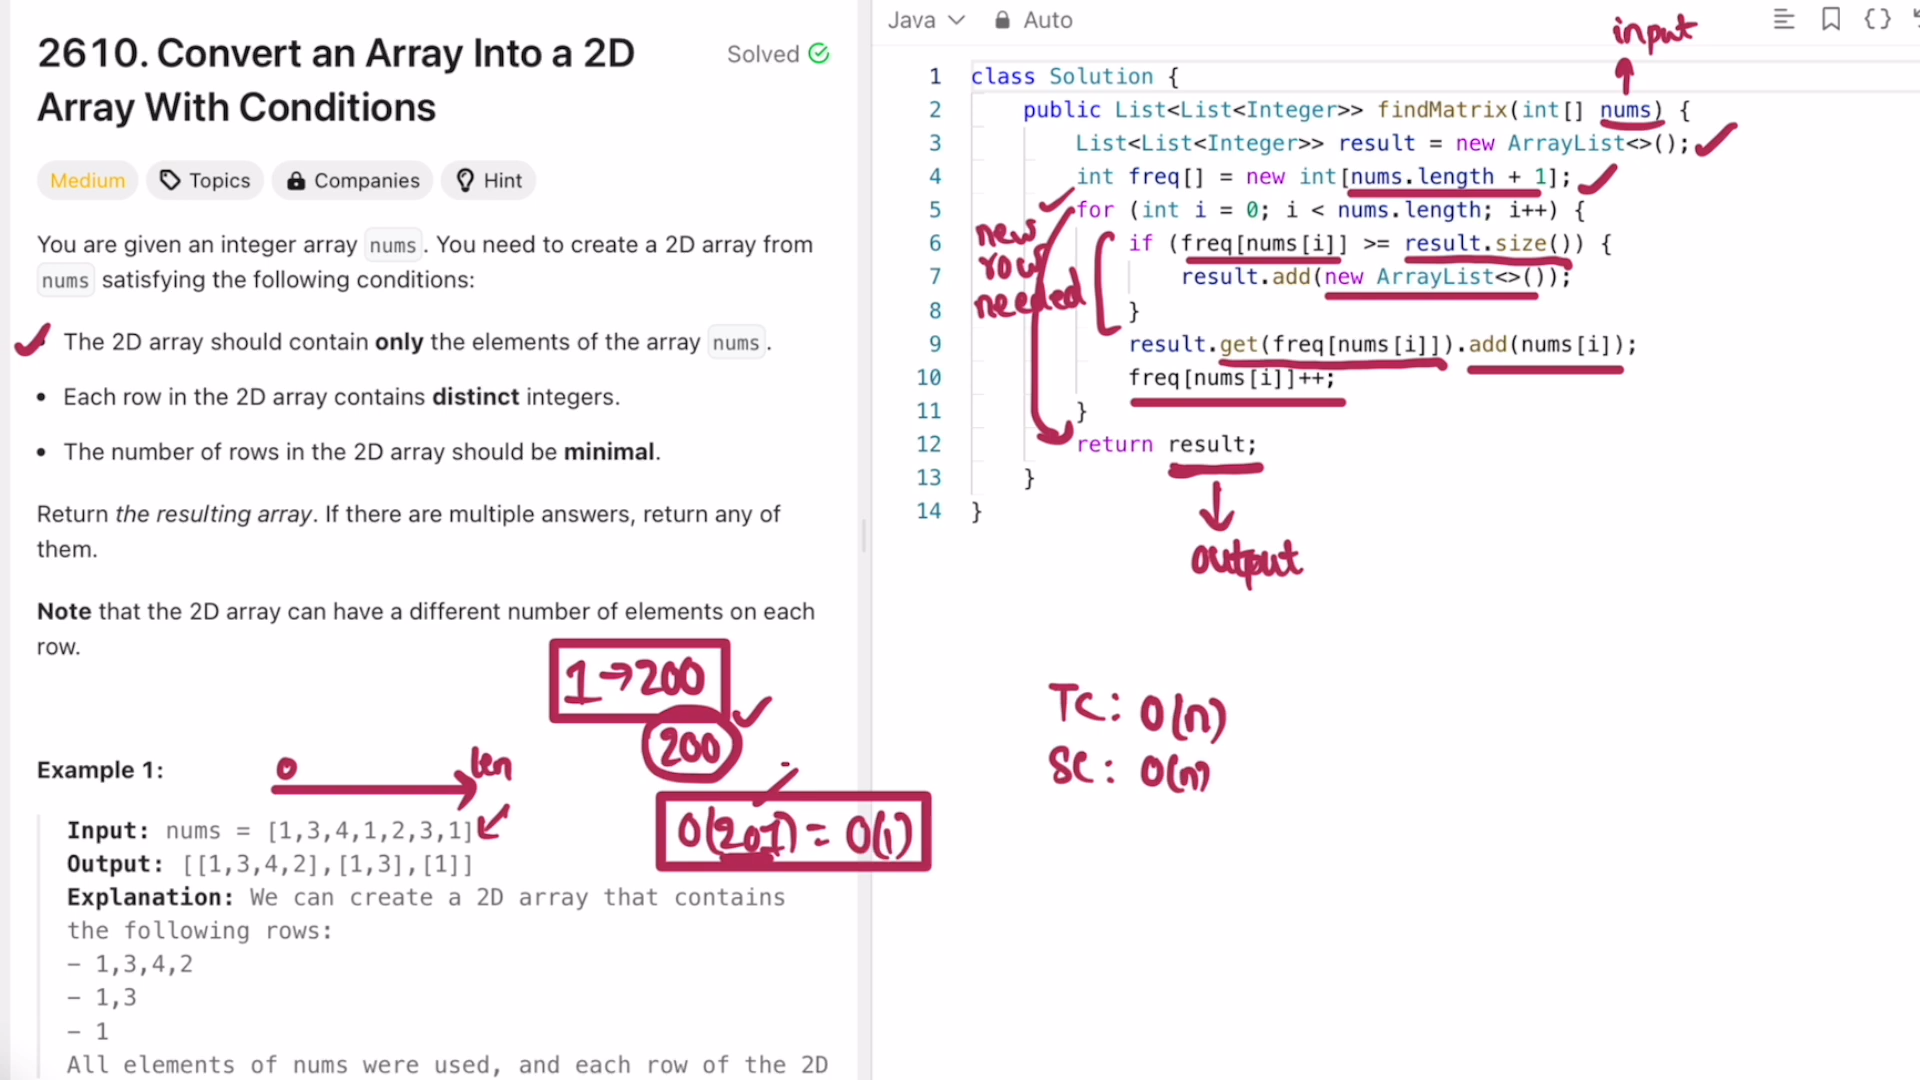 2610. Convert an Array Into a 2D
Array With Conditions
Solved
Medium
Topics
Companies
Hint
You are given an integer array nums. You need to create a 2D array from
nums satisfying the following conditions:
The 2D array should contain only the elements of the array nums.
• Each row in the 2D array contains distinct integers.
• The number of rows in the 2D array should be minimal.
Return the resulting array. If there are multiple answers, return any of
them.
Note that the 2D array can have a different number of elements on each
row.
1→200
200
O(201) = O(1)
Example 1:
0
len
Input: nums = [1,3,4,1,2,3,1]
Output: [[1,3,4,2],[1,3],[1]]
Explanation: We can create a 2D array that contains
the following rows:
- 1,3,4,2
- 1,3
- 1
All elements of nums were used, and each row of the 2D
Java
Auto
input
1 class Solution {
2 public List<List<Integer>> findMatrix(int[] nums) {
3 List<List<Integer>> result = new ArrayList<>();
4 int freq[] = new int[nums.length + 1];
5 for (int i = 0; i < nums.length; i++) {
6 if (freq[nums[i]] >= result.size()) {
7 result.add(new ArrayList<>());
8 }
9 result.get(freq[nums[i]]).add(nums[i]);
10 freq[nums[i]]++;
11 }
12 return result;
13 }
14 }
new
row
needed
output
TC: O(n)
SC: O(n)